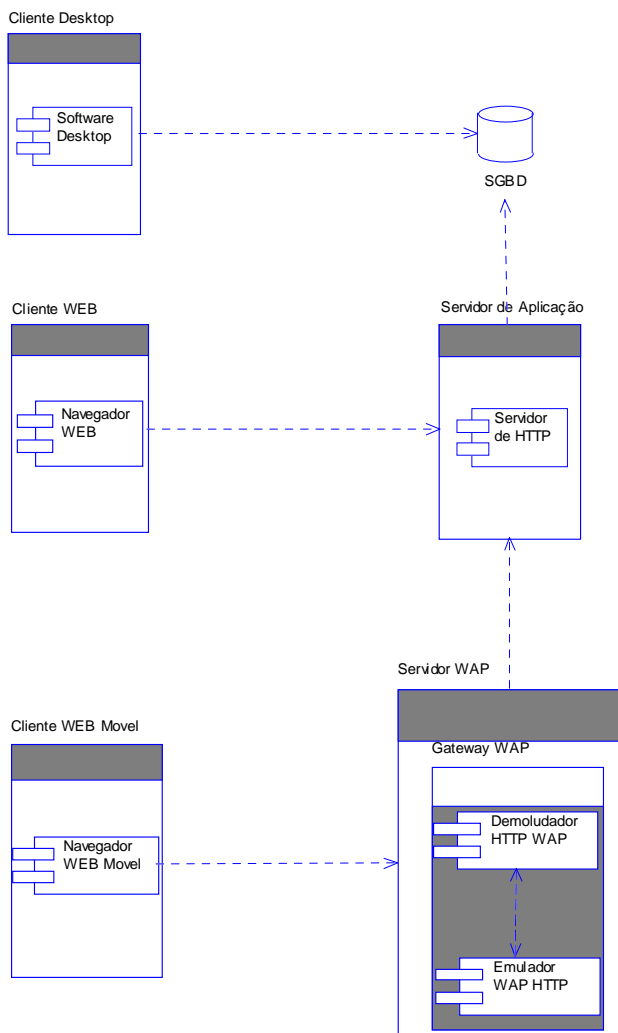 Cliente Desktop
Software
Desktop
SGBD
Cliente WEB
Servidor de Aplicação
Navegador
WEB
Servidor
de HTTP
Servidor WAP
Cliente WEB Movel
Gateway WAP
Demoludador
HTTP WAP
Navegador
WEB Movel
Emulador
WAP HTTP